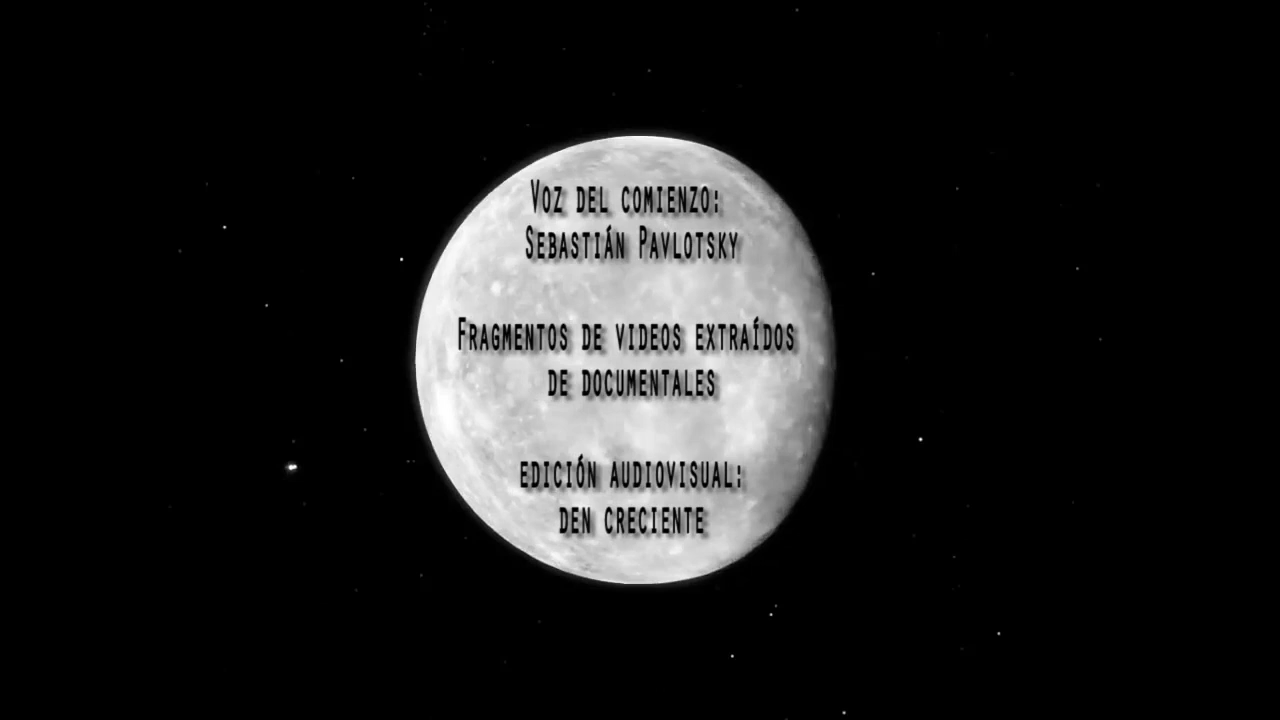 Voz del comienzo:
Sebastián Pavlotsky
Fragmentos de videos extraídos
de documentales
edición audiovisual:
den creciente